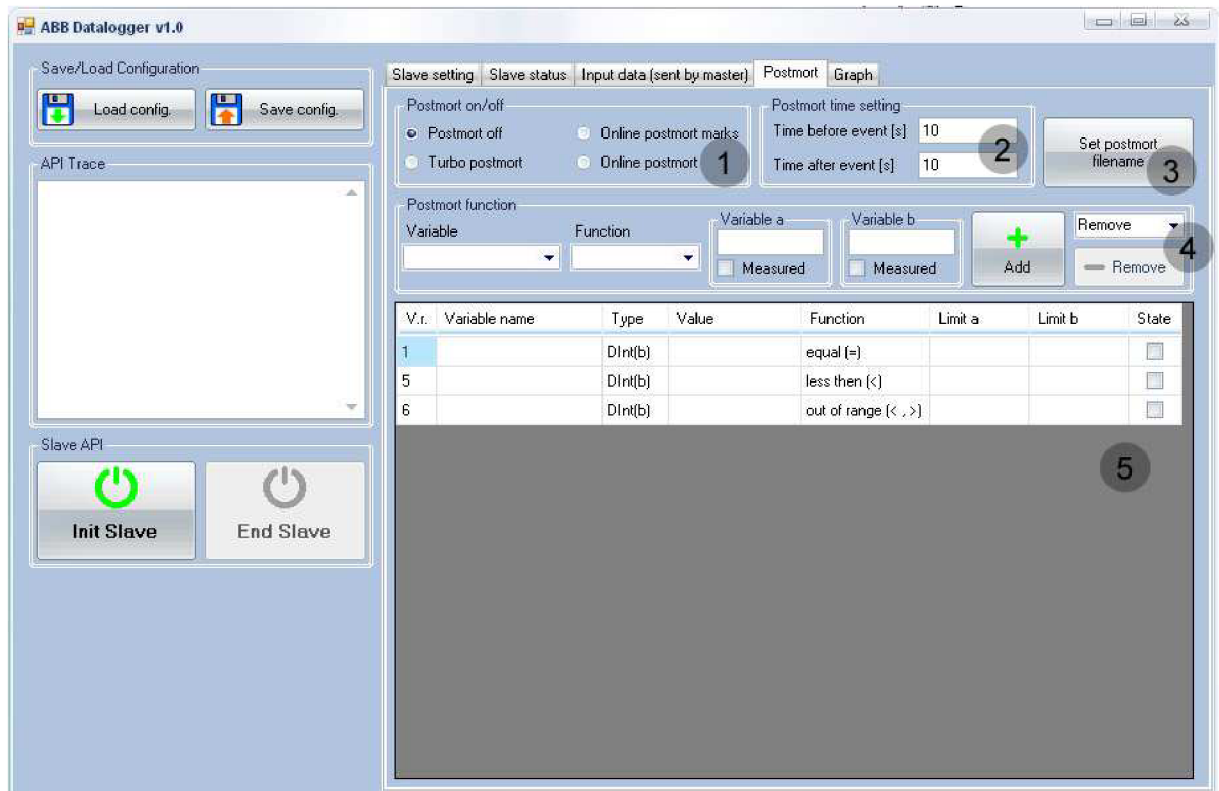 ABB Datalogger v1.0
Save/Load Configuration
Load config.
Save config.
API Trace
Slave API
Init Slave
End Slave
Slave setting
Slave status
Input data (sent by master)
Postmort
Graph
Postmort on/off
Postmort off
Online postmort marks
Turbo postmort
Online postmort
1
Postmort time setting
Time before event [s]
10
Time after event [s]
10
2
Set postmort
filename
3
Postmort function
Variable
Function
Variable a
Measured
Variable b
Measured
Add
Remove
Remove
4
V.r. Variable name Type Value Function Limit a Limit b State
1 DInt(b) equal (=)
5 DInt(b) less then (<)
6 DInt(b) out of range (< , >)
5